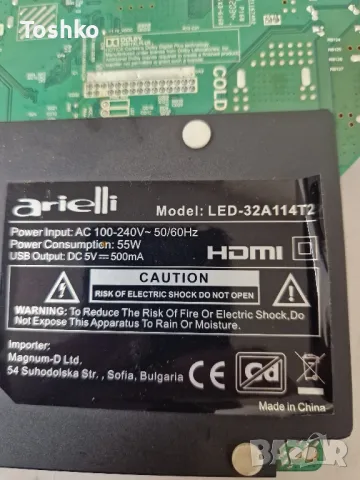 Toshko
DOLBY
COLD
arielli
Model: LED-32A114T2
Power Input: AC 100-240V~ 50/60Hz
Power Consumption: 55W
USB Output: DC 5V⎓500mA
HDMI
CAUTION
RISK OF ELECTRIC SHOCK DO NOT OPEN
WARNING: To Reduce The Risk Of Fire Or Electric Shock,Do
Not Expose This Apparatus To Rain Or Moisture.
Importer:
Magnum-D Ltd.
54 Suhodolska Str. , Sofia, Bulgaria
CE
Made in China
bazar